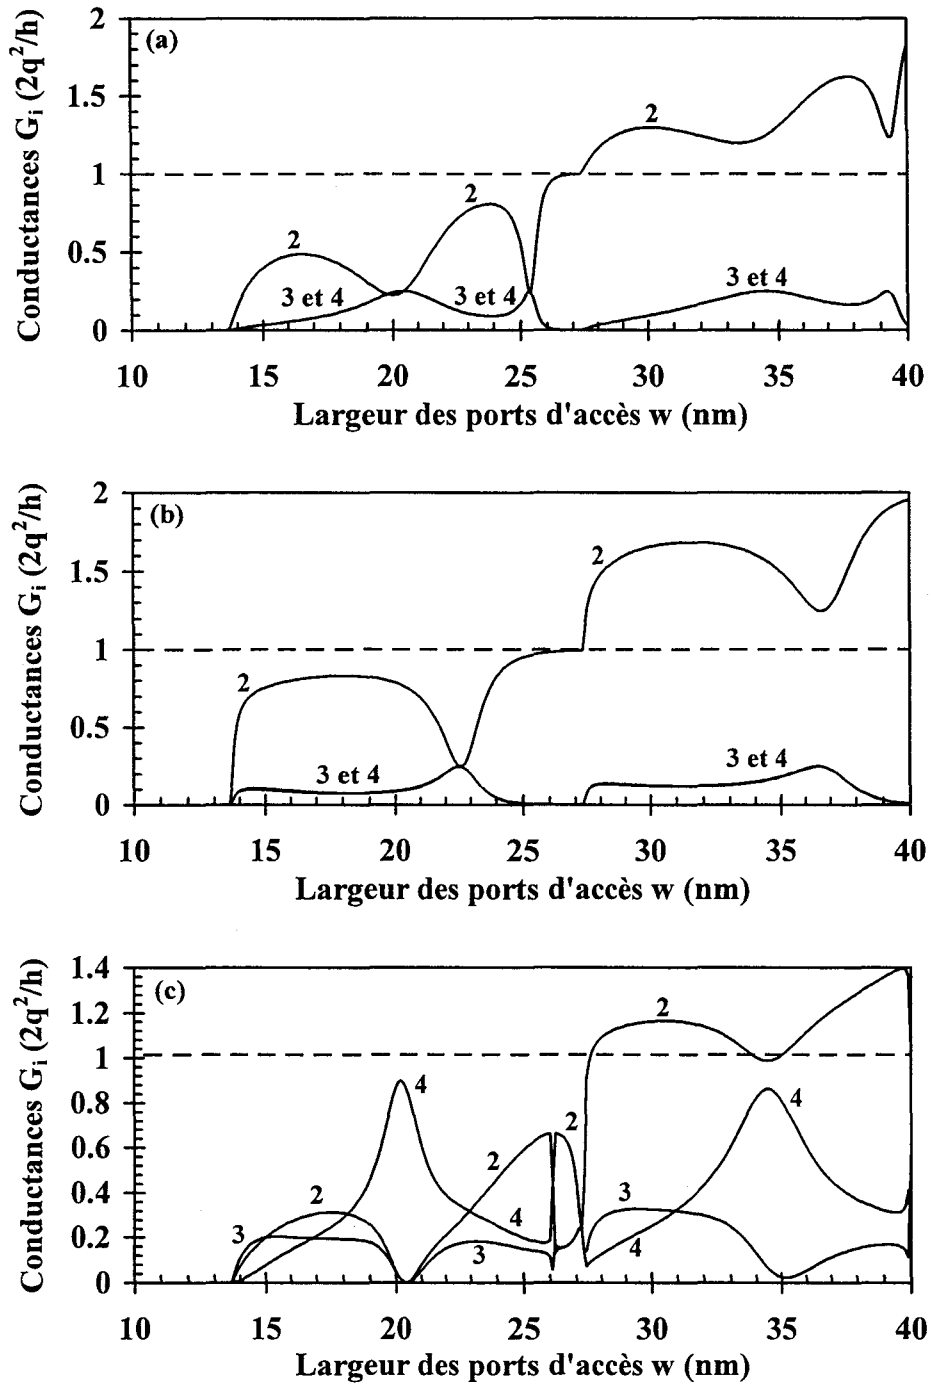 (a)
Conductances Gᵢ (2q²/h)
2
1.5
1
0.5
0
2
2
2
3 et 4
3 et 4
3 et 4
10 15 20 25 30 35 40
Largeur des ports d'accès w (nm)
(b)
Conductances Gᵢ (2q²/h)
2
1.5
1
0.5
0
2
2
3 et 4
3 et 4
10 15 20 25 30 35 40
Largeur des ports d'accès w (nm)
(c)
Conductances Gᵢ (2q²/h)
1.4
1.2
1
0.8
0.6
0.4
0.2
0
2
4
4
2
2
2
3
4
3
3
4
10 15 20 25 30 35 40
Largeur des ports d'accès w (nm)